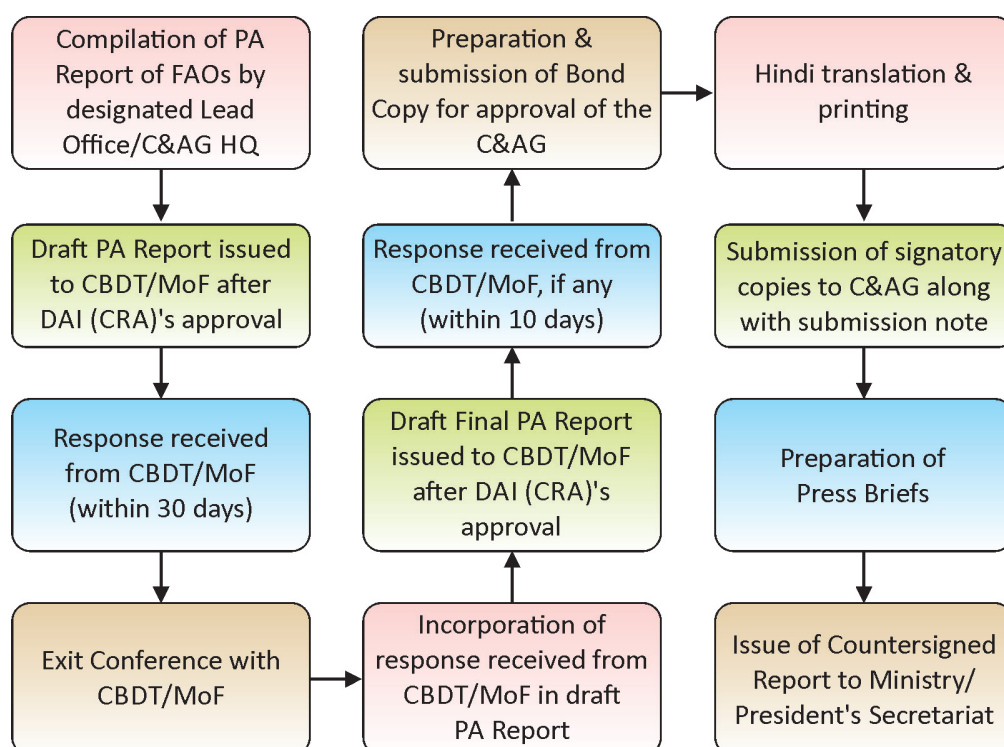 Compilation of PA
Report of FAOs by
designated Lead
Office/C&AG HQ
Draft PA Report issued
to CBDT/MoF after
DAI (CRA)'s approval
Response received
from CBDT/MoF
(within 30 days)
Exit Conference with
CBDT/MoF
Incorporation of
response received from
CBDT/MoF in draft
PA Report
Draft Final PA Report
issued to CBDT/MoF
after DAI (CRA)'s
approval
Response received from
CBDT/MoF, if any
(within 10 days)
Preparation &
submission of Bond
Copy for approval of the
C&AG
Hindi translation &
printing
Submission of signatory
copies to C&AG along
with submission note
Preparation of
Press Briefs
Issue of Countersigned
Report to Ministry/
President's Secretariat